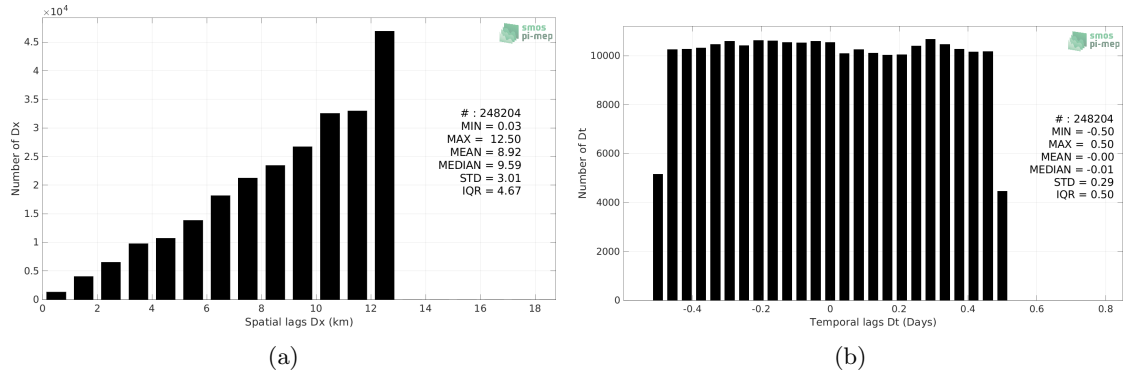 ×10⁴
4.5
4
3.5
3
2.5
2
1.5
1
0.5
0
0 2 4 6 8 10 12 14 16 18
Number of Dx
Spatial lags Dx (km)
smos
pi-mep
# : 248204
MIN = 0.03
MAX = 12.50
MEAN = 8.92
MEDIAN = 9.59
STD = 3.01
IQR = 4.67
(a)
10000
8000
6000
4000
2000
0
-0.4 -0.2 0 0.2 0.4 0.6 0.8
Number of Dt
Temporal lags Dt (Days)
smos
pi-mep
# : 248204
MIN = -0.50
MAX = 0.50
MEAN = -0.00
MEDIAN = -0.01
STD = 0.29
IQR = 0.50
(b)